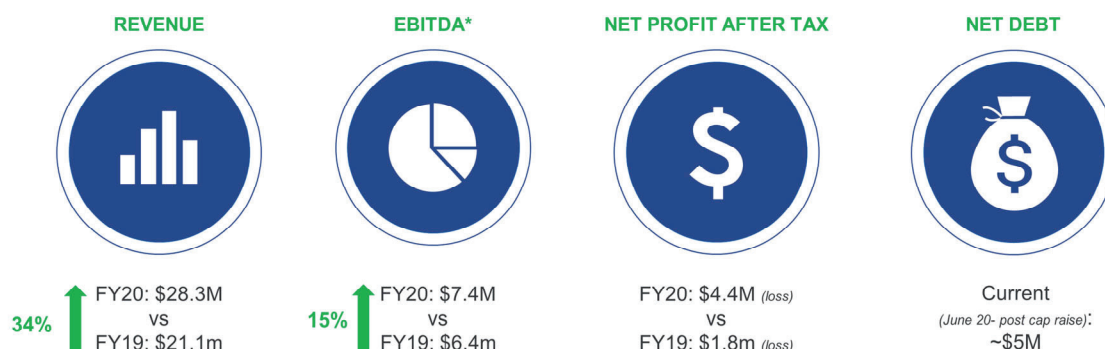 REVENUE
EBITDA*
NET PROFIT AFTER TAX
NET DEBT
$
$
34%
FY20: $28.3M
vs
FY19: $21.1m
15%
FY20: $7.4M
vs
FY19: $6.4m
FY20: $4.4M (loss)
vs
FY19: $1.8m (loss)
Current
(June 20- post cap raise):
~$5M